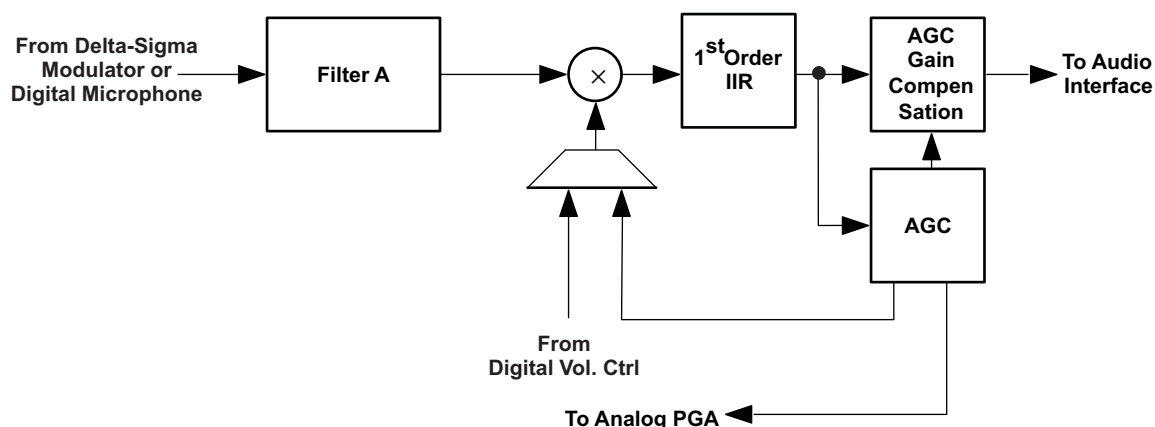 From Delta-Sigma
Modulator or
Digital Microphone
Filter A
×
1st Order
IIR
AGC
Gain
Compen
Sation
To Audio
Interface
AGC
From
Digital Vol. Ctrl
To Analog PGA